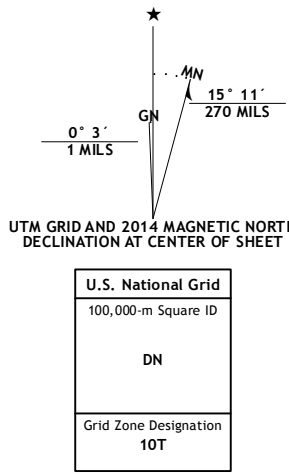 MN
GN
15° 11´
270 MILS
0° 3´
1 MILS
UTM GRID AND 2014 MAGNETIC NORTH
DECLINATION AT CENTER OF SHEET
U.S. National Grid
100,000-m Square ID
DN
Grid Zone Designation
10T